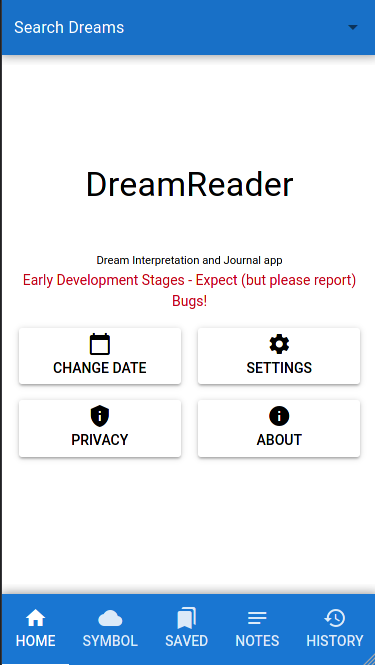 Search Dreams
DreamReader
Dream Interpretation and Journal app
Early Development Stages - Expect (but please report)
Bugs!
CHANGE DATE
SETTINGS
PRIVACY
ABOUT
HOME
SYMBOL
SAVED
NOTES
HISTORY